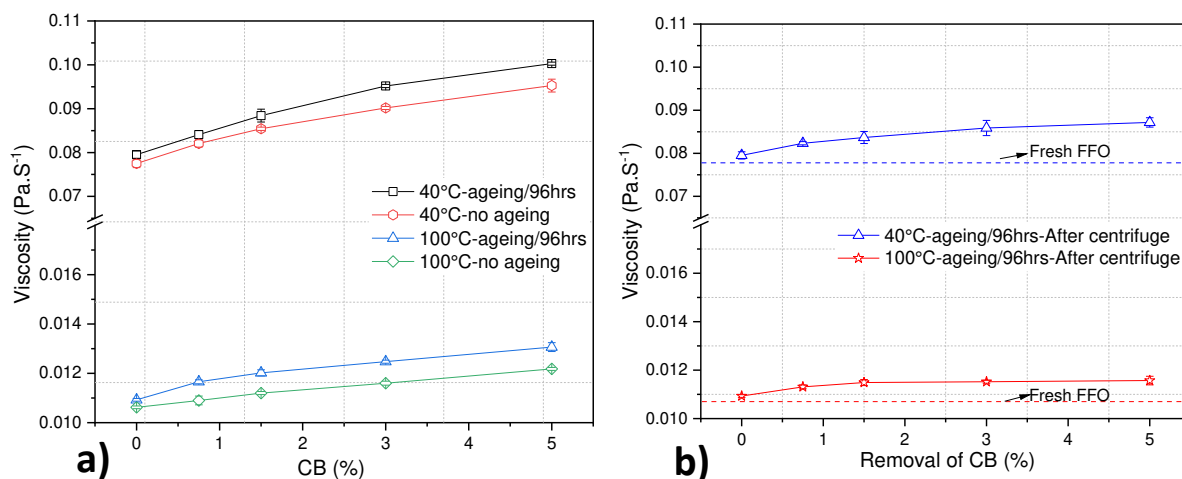 0.11
0.10
0.09
0.08
0.07
0.016
0.014
0.012
0.010
Viscosity (Pa.S⁻¹)
40°C-ageing/96hrs
40°C-no ageing
100°C-ageing/96hrs
100°C-no ageing
0 1 2 3 4 5
CB (%)
a)
0.11
0.10
0.09
0.08
0.07
0.016
0.014
0.012
0.010
Viscosity (Pa.S⁻¹)
Fresh FFO
40°C-ageing/96hrs-After centrifuge
100°C-ageing/96hrs-After centrifuge
Fresh FFO
0 1 2 3 4 5
Removal of CB (%)
b)